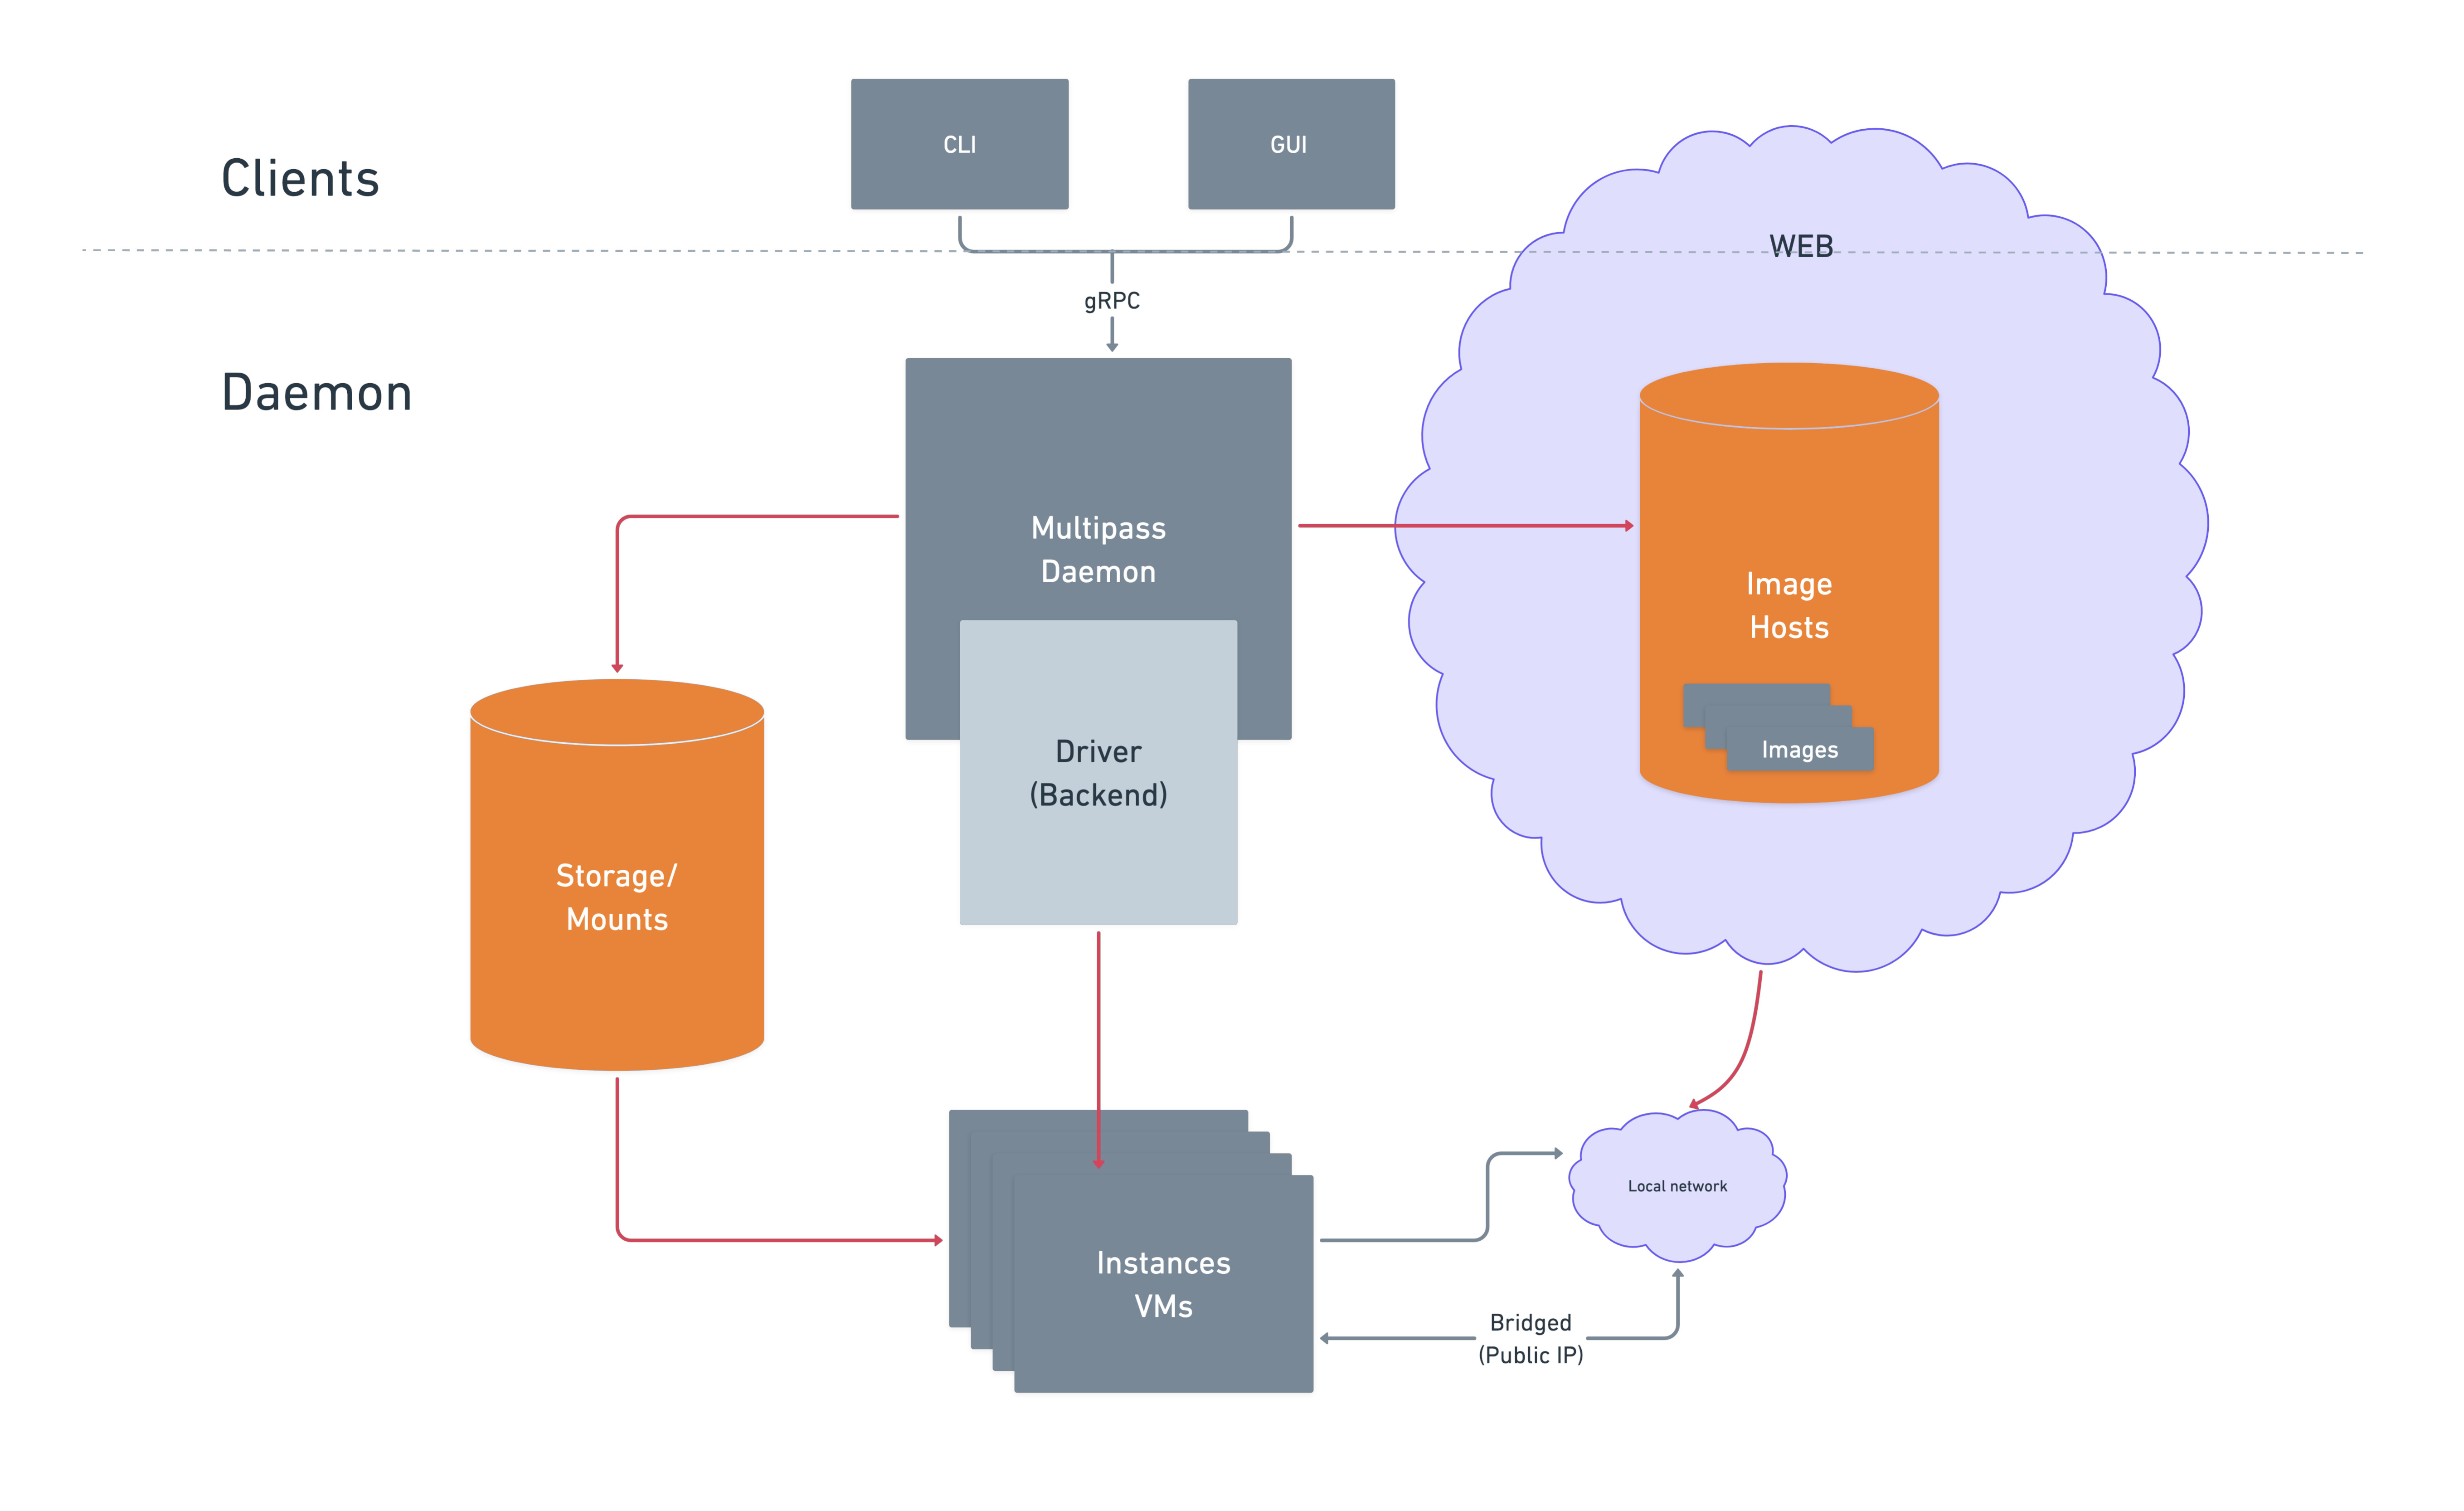 CLI
GUI
Clients
WEB
gRPC
Daemon
Multipass
Daemon
Image
Hosts
Images
Driver
(Backend)
Storage/
Mounts
Local network
Instances
VMs
Bridged
(Public IP)